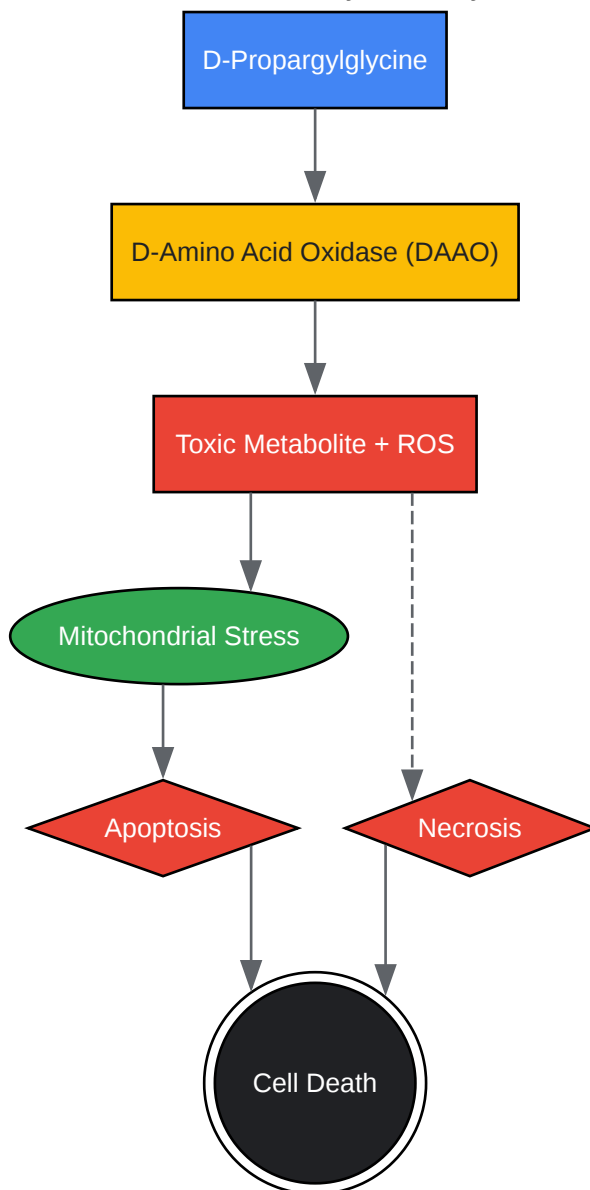 D-Propargylglycine
D-Amino Acid Oxidase (DAAO)
Toxic Metabolite + ROS
Mitochondrial Stress
Apoptosis
Necrosis
Cell Death